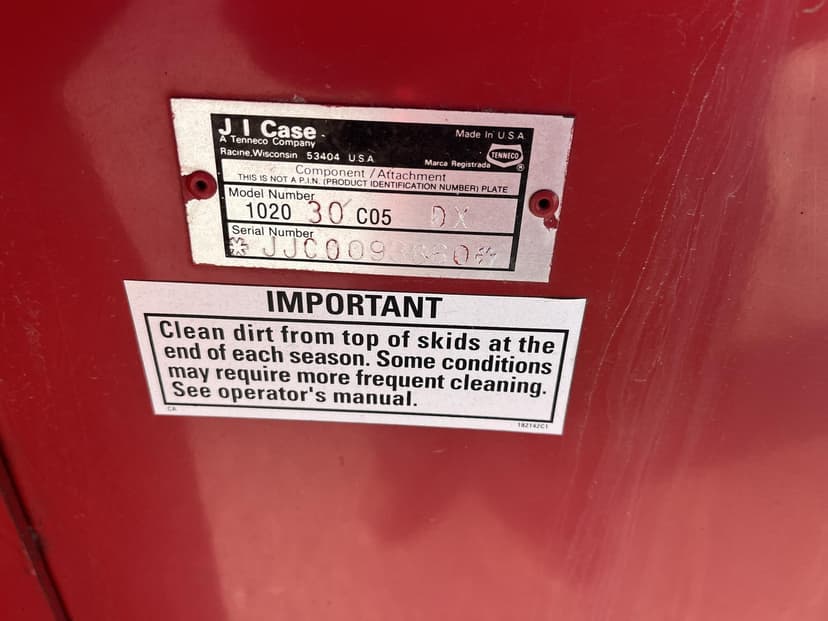 J I Case
A Tenneco Company
Racine, Wisconsin 53404 U S A
Made in U S A
TENNECO
Marca Registrada ®
Component / Attachment
THIS IS NOT A P.I.N. (PRODUCT IDENTIFICATION NUMBER) PLATE
Model Number
1020 30 C05 DX
Serial Number
IMPORTANT
Clean dirt from top of skids at the
end of each season. Some conditions
may require more frequent cleaning.
See operator's manual.
CA
182142C1